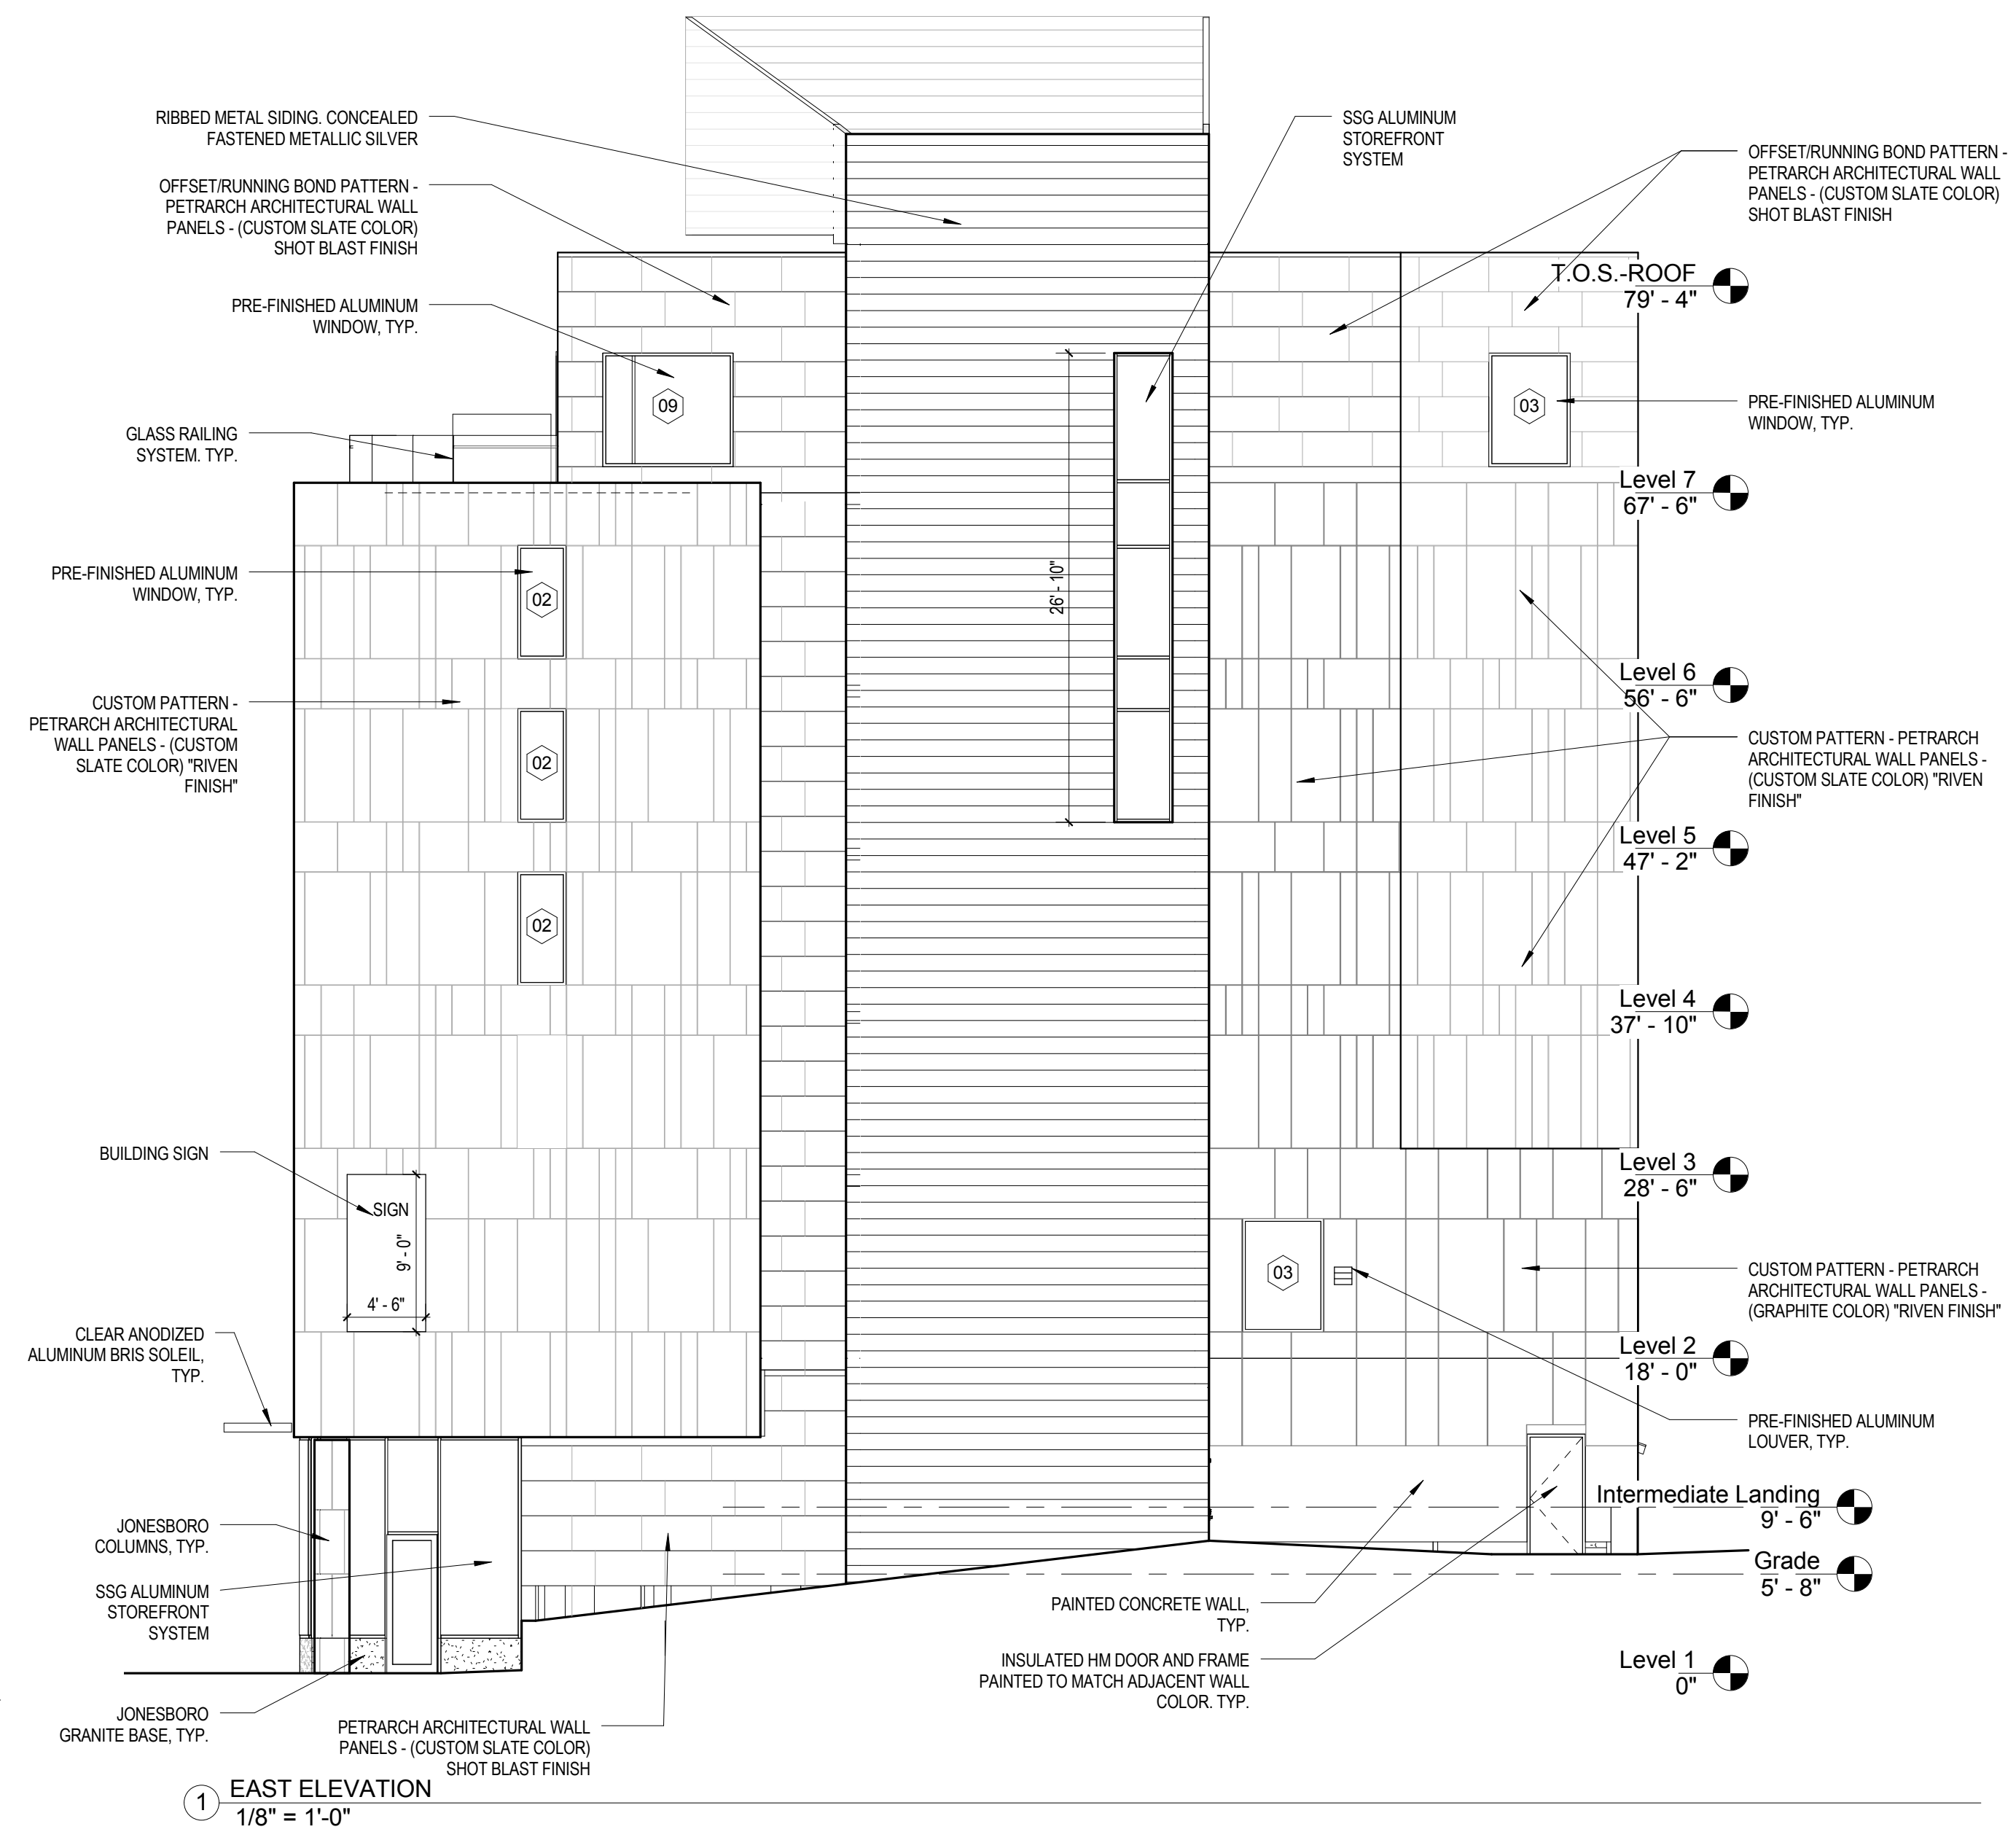 RIBBED METAL SIDING. CONCEALED
FASTENED METALLIC SILVER
OFFSET/RUNNING BOND PATTERN -
PETRARCH ARCHITECTURAL WALL
PANELS - (CUSTOM SLATE COLOR)
SHOT BLAST FINISH
PRE-FINISHED ALUMINUM
WINDOW, TYP.
GLASS RAILING
SYSTEM. TYP.
PRE-FINISHED ALUMINUM
WINDOW, TYP.
CUSTOM PATTERN -
PETRARCH ARCHITECTURAL
WALL PANELS - (CUSTOM
SLATE COLOR) "RIVEN
FINISH"
BUILDING SIGN
CLEAR ANODIZED
ALUMINUM BRIS SOLEIL,
TYP.
JONESBORO
COLUMNS, TYP.
SSG ALUMINUM
STOREFRONT
SYSTEM
JONESBORO
GRANITE BASE, TYP.
PETRARCH ARCHITECTURAL WALL
PANELS - (CUSTOM SLATE COLOR)
SHOT BLAST FINISH
09
02
02
02
SIGN
9' - 0"
4' - 6"
26' - 10"
03
03
SSG ALUMINUM
STOREFRONT
SYSTEM
OFFSET/RUNNING BOND PATTERN -
PETRARCH ARCHITECTURAL WALL
PANELS - (CUSTOM SLATE COLOR)
SHOT BLAST FINISH
T.O.S.-ROOF
79' - 4"
PRE-FINISHED ALUMINUM
WINDOW, TYP.
Level 7
67' - 6"
Level 6
56' - 6"
CUSTOM PATTERN - PETRARCH
ARCHITECTURAL WALL PANELS -
(CUSTOM SLATE COLOR) "RIVEN
FINISH"
Level 5
47' - 2"
Level 4
37' - 10"
Level 3
28' - 6"
CUSTOM PATTERN - PETRARCH
ARCHITECTURAL WALL PANELS -
(GRAPHITE COLOR) "RIVEN FINISH"
Level 2
18' - 0"
PRE-FINISHED ALUMINUM
LOUVER, TYP.
Intermediate Landing
9' - 6"
Grade
5' - 8"
PAINTED CONCRETE WALL,
TYP.
INSULATED HM DOOR AND FRAME
PAINTED TO MATCH ADJACENT WALL
COLOR. TYP.
Level 1
0"
1
EAST ELEVATION
1/8" = 1'-0"